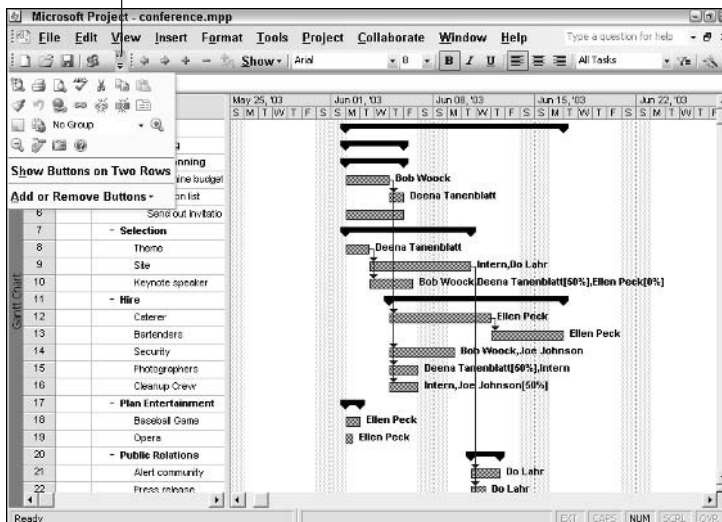 Microsoft Project - conference.mpp
File Edit View Insert Format Tools Project Collaborate Window Help Type a question for help
Show Arial 8 B I U All Tasks
No Group
Show Buttons on Two Rows
Add or Remove Buttons
May 25, '03 Jun 01, '03 Jun 08, '03 Jun 15, '03 Jun 22, '03
S M T W T F S S M T W T F S S M T W T F S S M T W T F S S M T W T F
nning
ine budget Bob Woock
on list Deena Tanenblatt
6 Send out invitatio
7 - Selection
8 Theme Deena Tanenblatt
9 Site Intern,Do Lahr
10 Keynote speaker Bob Woock,Deena Tanenblatt[50%],Ellen Peck[0%]
11 - Hire
12 Caterer Ellen Peck
13 Bartenders Ellen Peck
14 Security Bob Woock,Joe Johnson
15 Photographers Deena Tanenblatt[50%],Intern
16 Cleanup Crew Intern,Joe Johnson[50%]
17 - Plan Entertainment
18 Baseball Game Ellen Peck
19 Opera Ellen Peck
20 - Public Relations
21 Alert community Do Lahr
22 Press release Do Lahr
Gantt Chart
Ready EXT CAPS NUM SCRL OVR